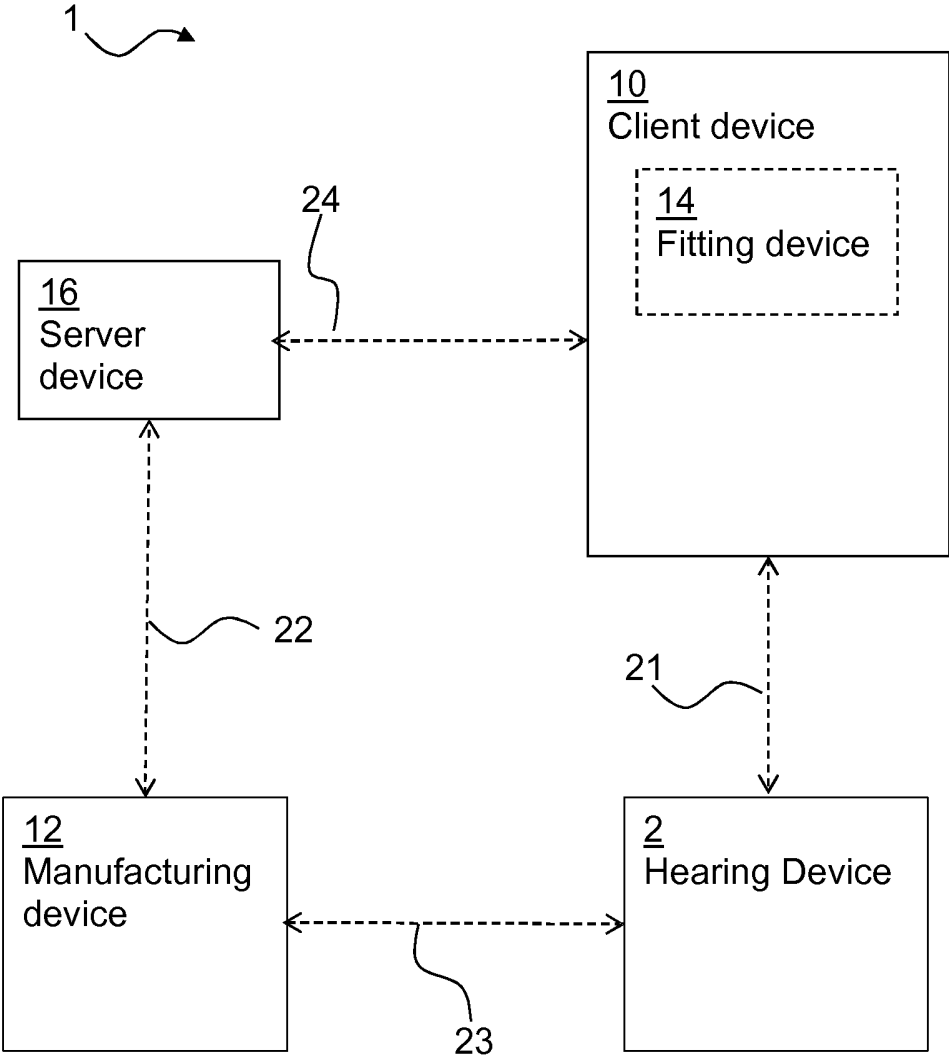 1
10
Client device
14
Fitting device
24
16
Server
device
22
21
12
Manufacturing
device
2
Hearing Device
23